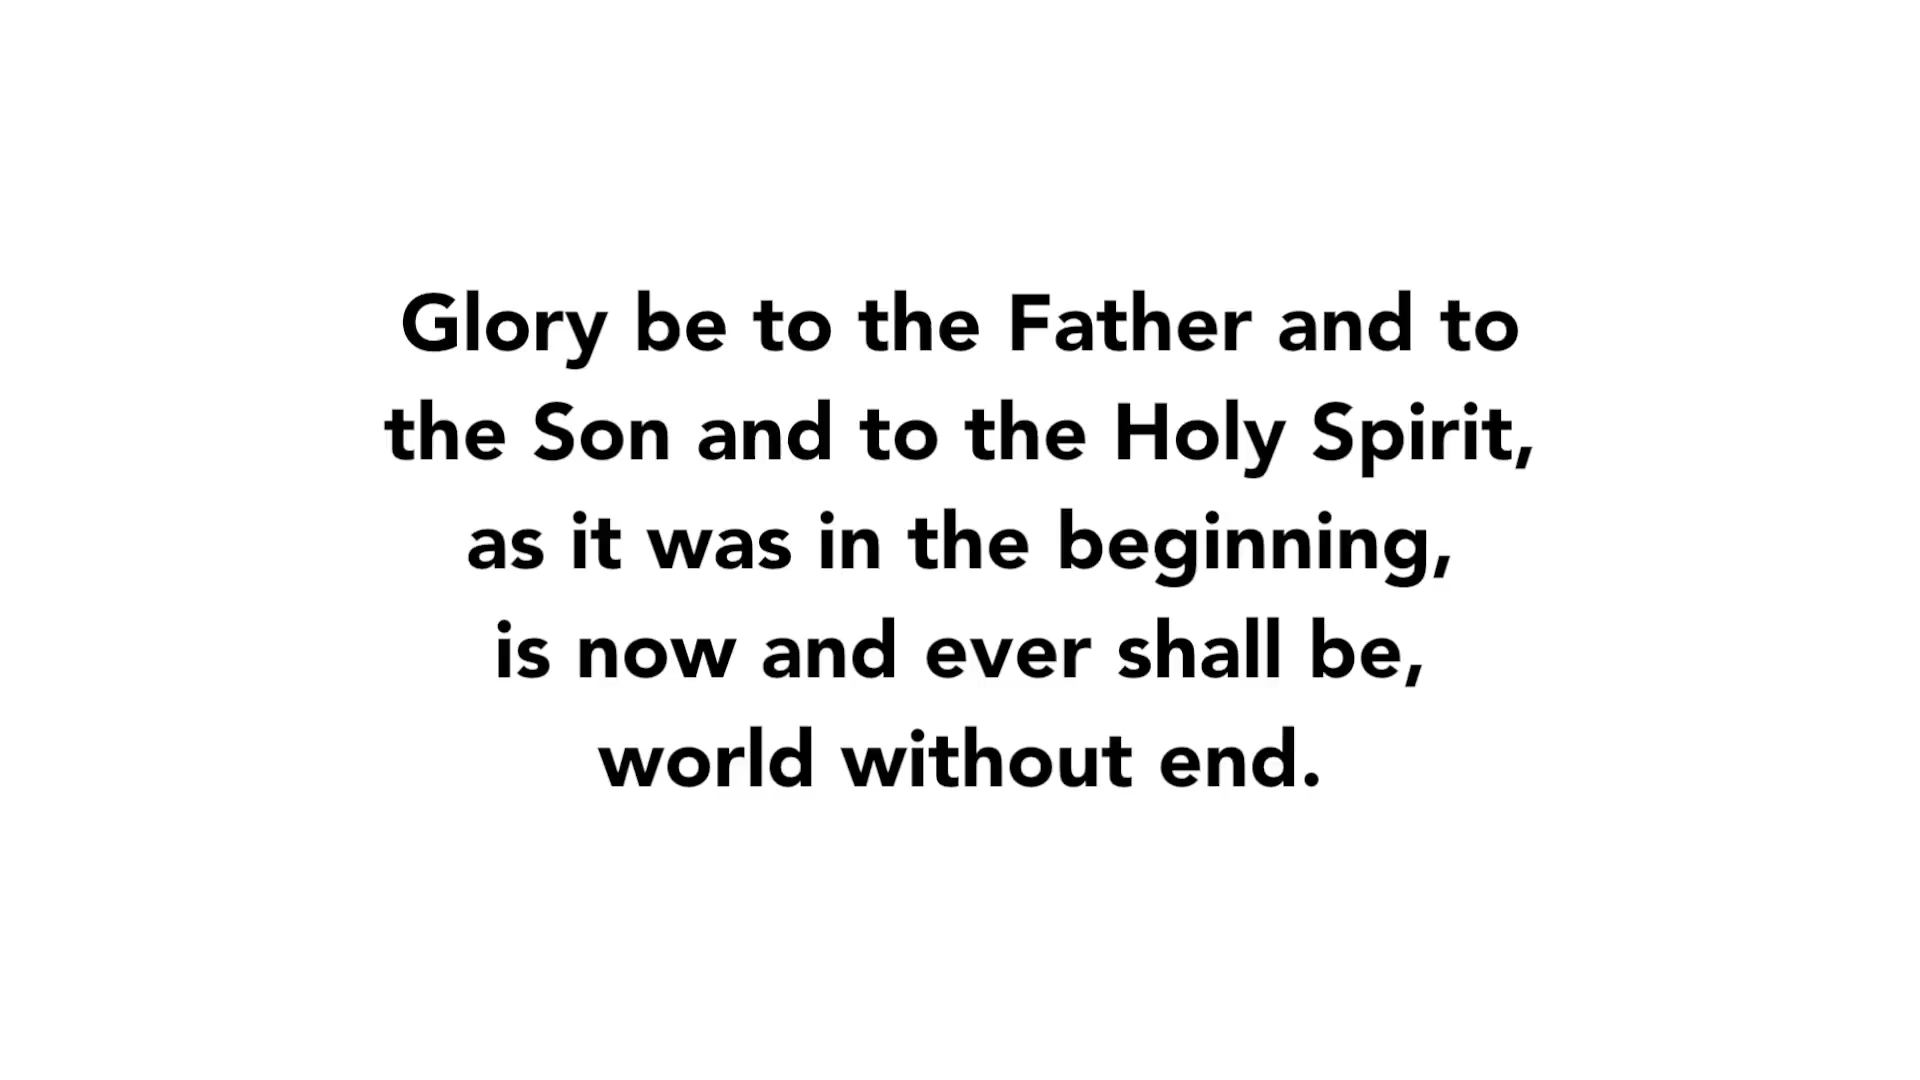 Glory be to the Father and to
the Son and to the Holy Spirit,
as it was in the beginning,
is now and ever shall be,
world without end.